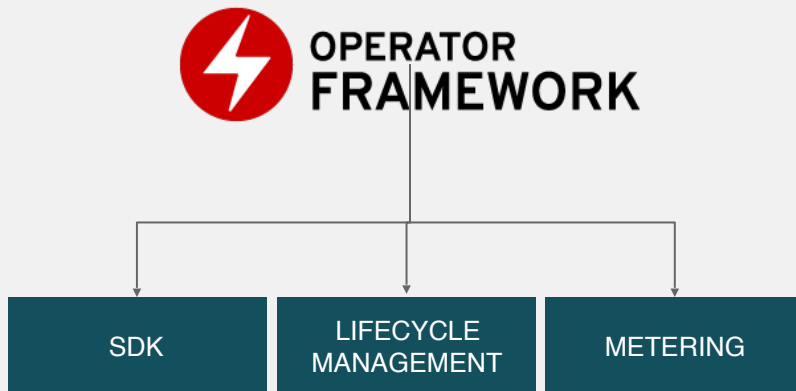 OPERATOR
FRAMEWORK
SDK
LIFECYCLE
MANAGEMENT
METERING